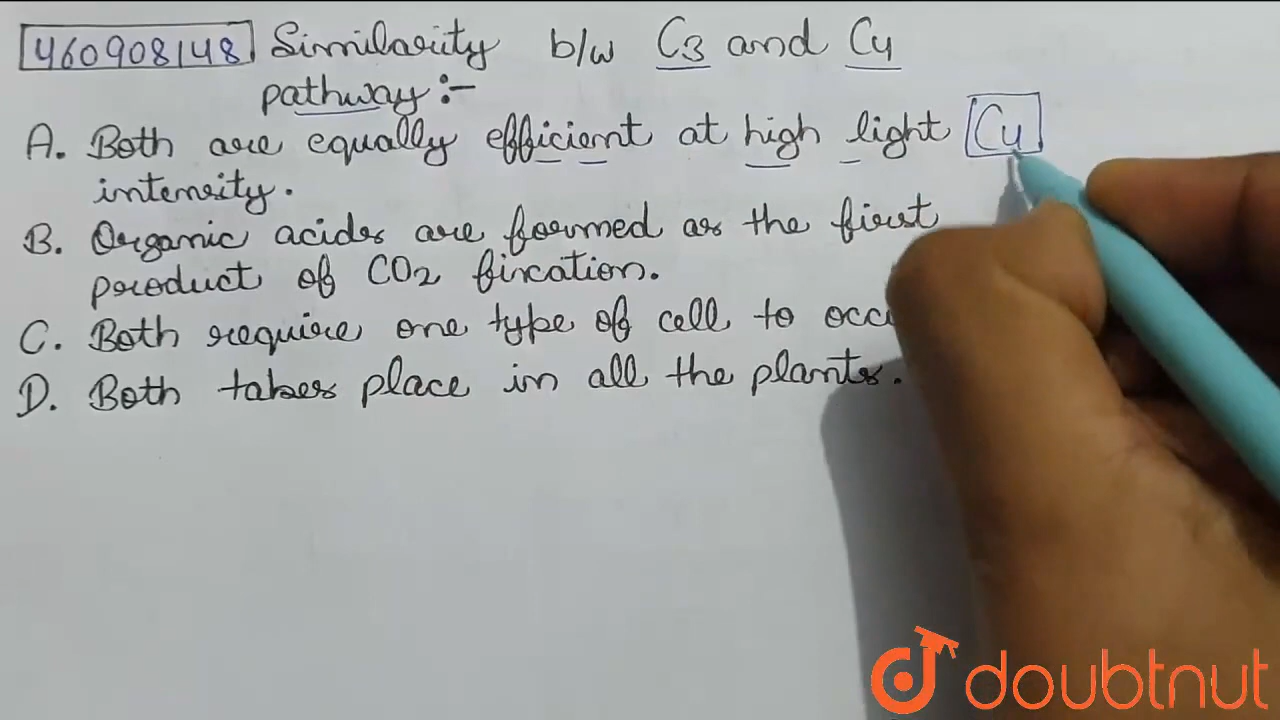 460908148 Similarity b/w C3 and C4
pathway :-
A. Both are equally efficient at high light C4
intensity.
B. Organic acids are formed as the first
product of CO2 fixation.
C. Both require one type of cell to
D. Both takes place in all the plants.
doubtnut